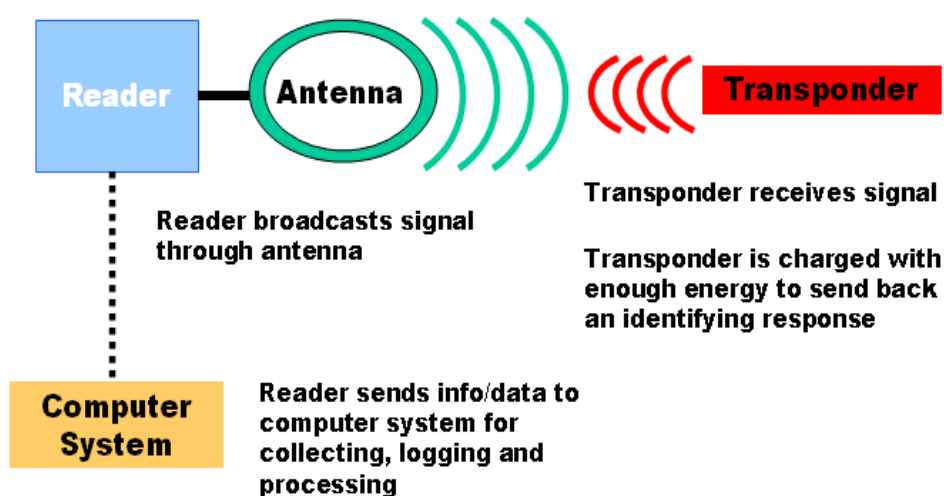 Reader
Antenna
Transponder
Reader broadcasts signal
through antenna
Transponder receives signal
Transponder is charged with
enough energy to send back
an identifying response
Computer
System
Reader sends info/data to
computer system for
collecting, logging and
processing